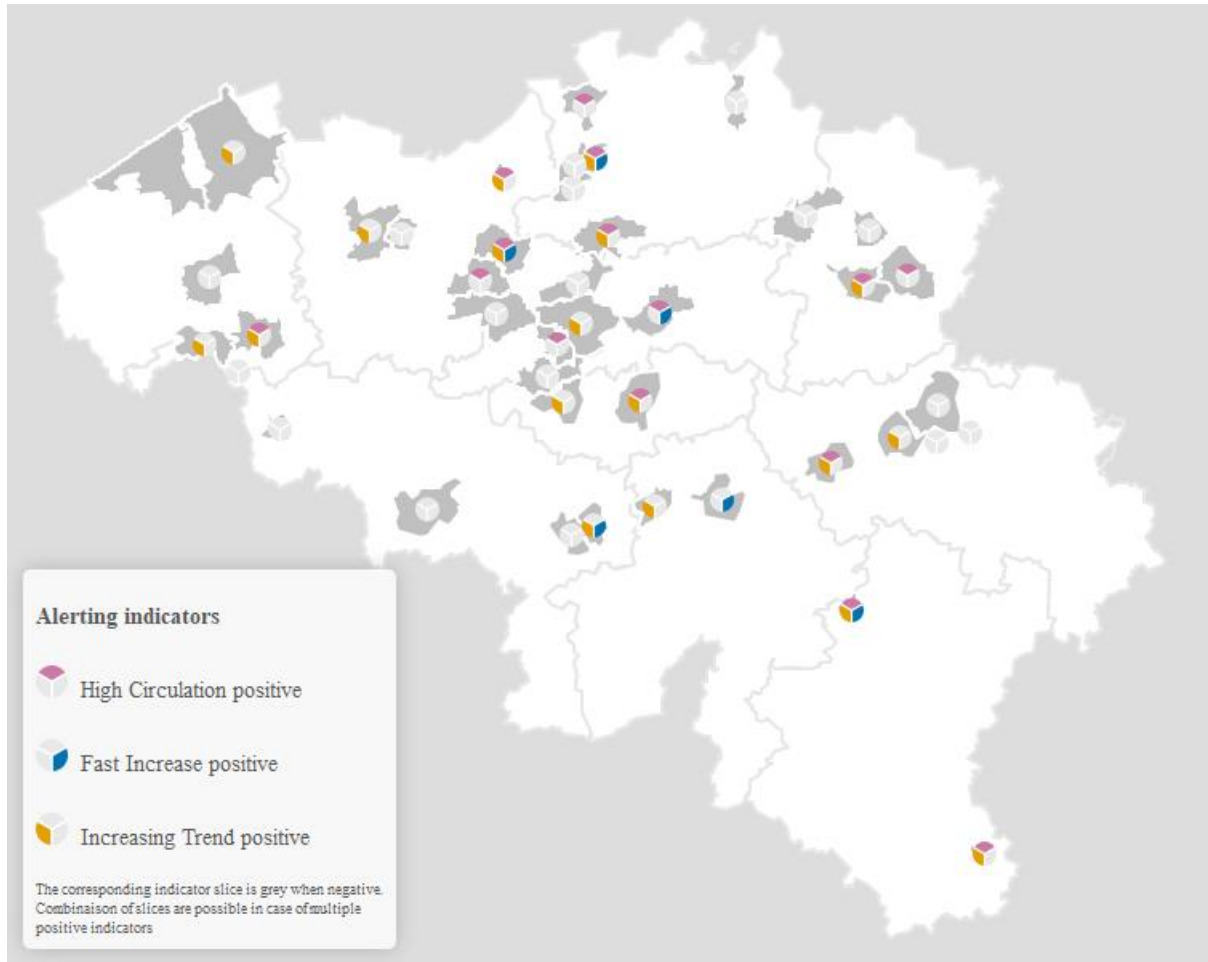 Alerting indicators
High Circulation positive
Fast Increase positive
Increasing Trend positive
The corresponding indicator slice is grey when negative.
Combinaison of slices are possible in case of multiple
positive indicators